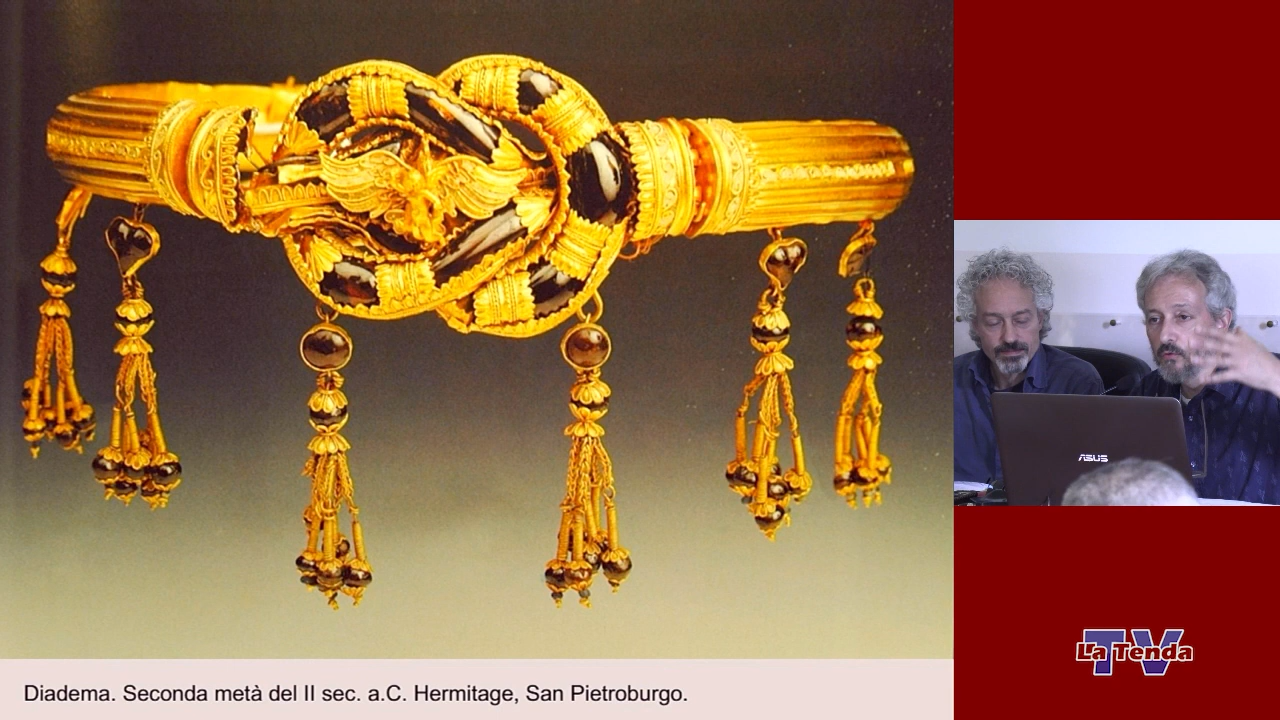 Diadema. Seconda metà del II sec. a.C. Hermitage, San Pietroburgo.
ASUS
TV
La Tenda